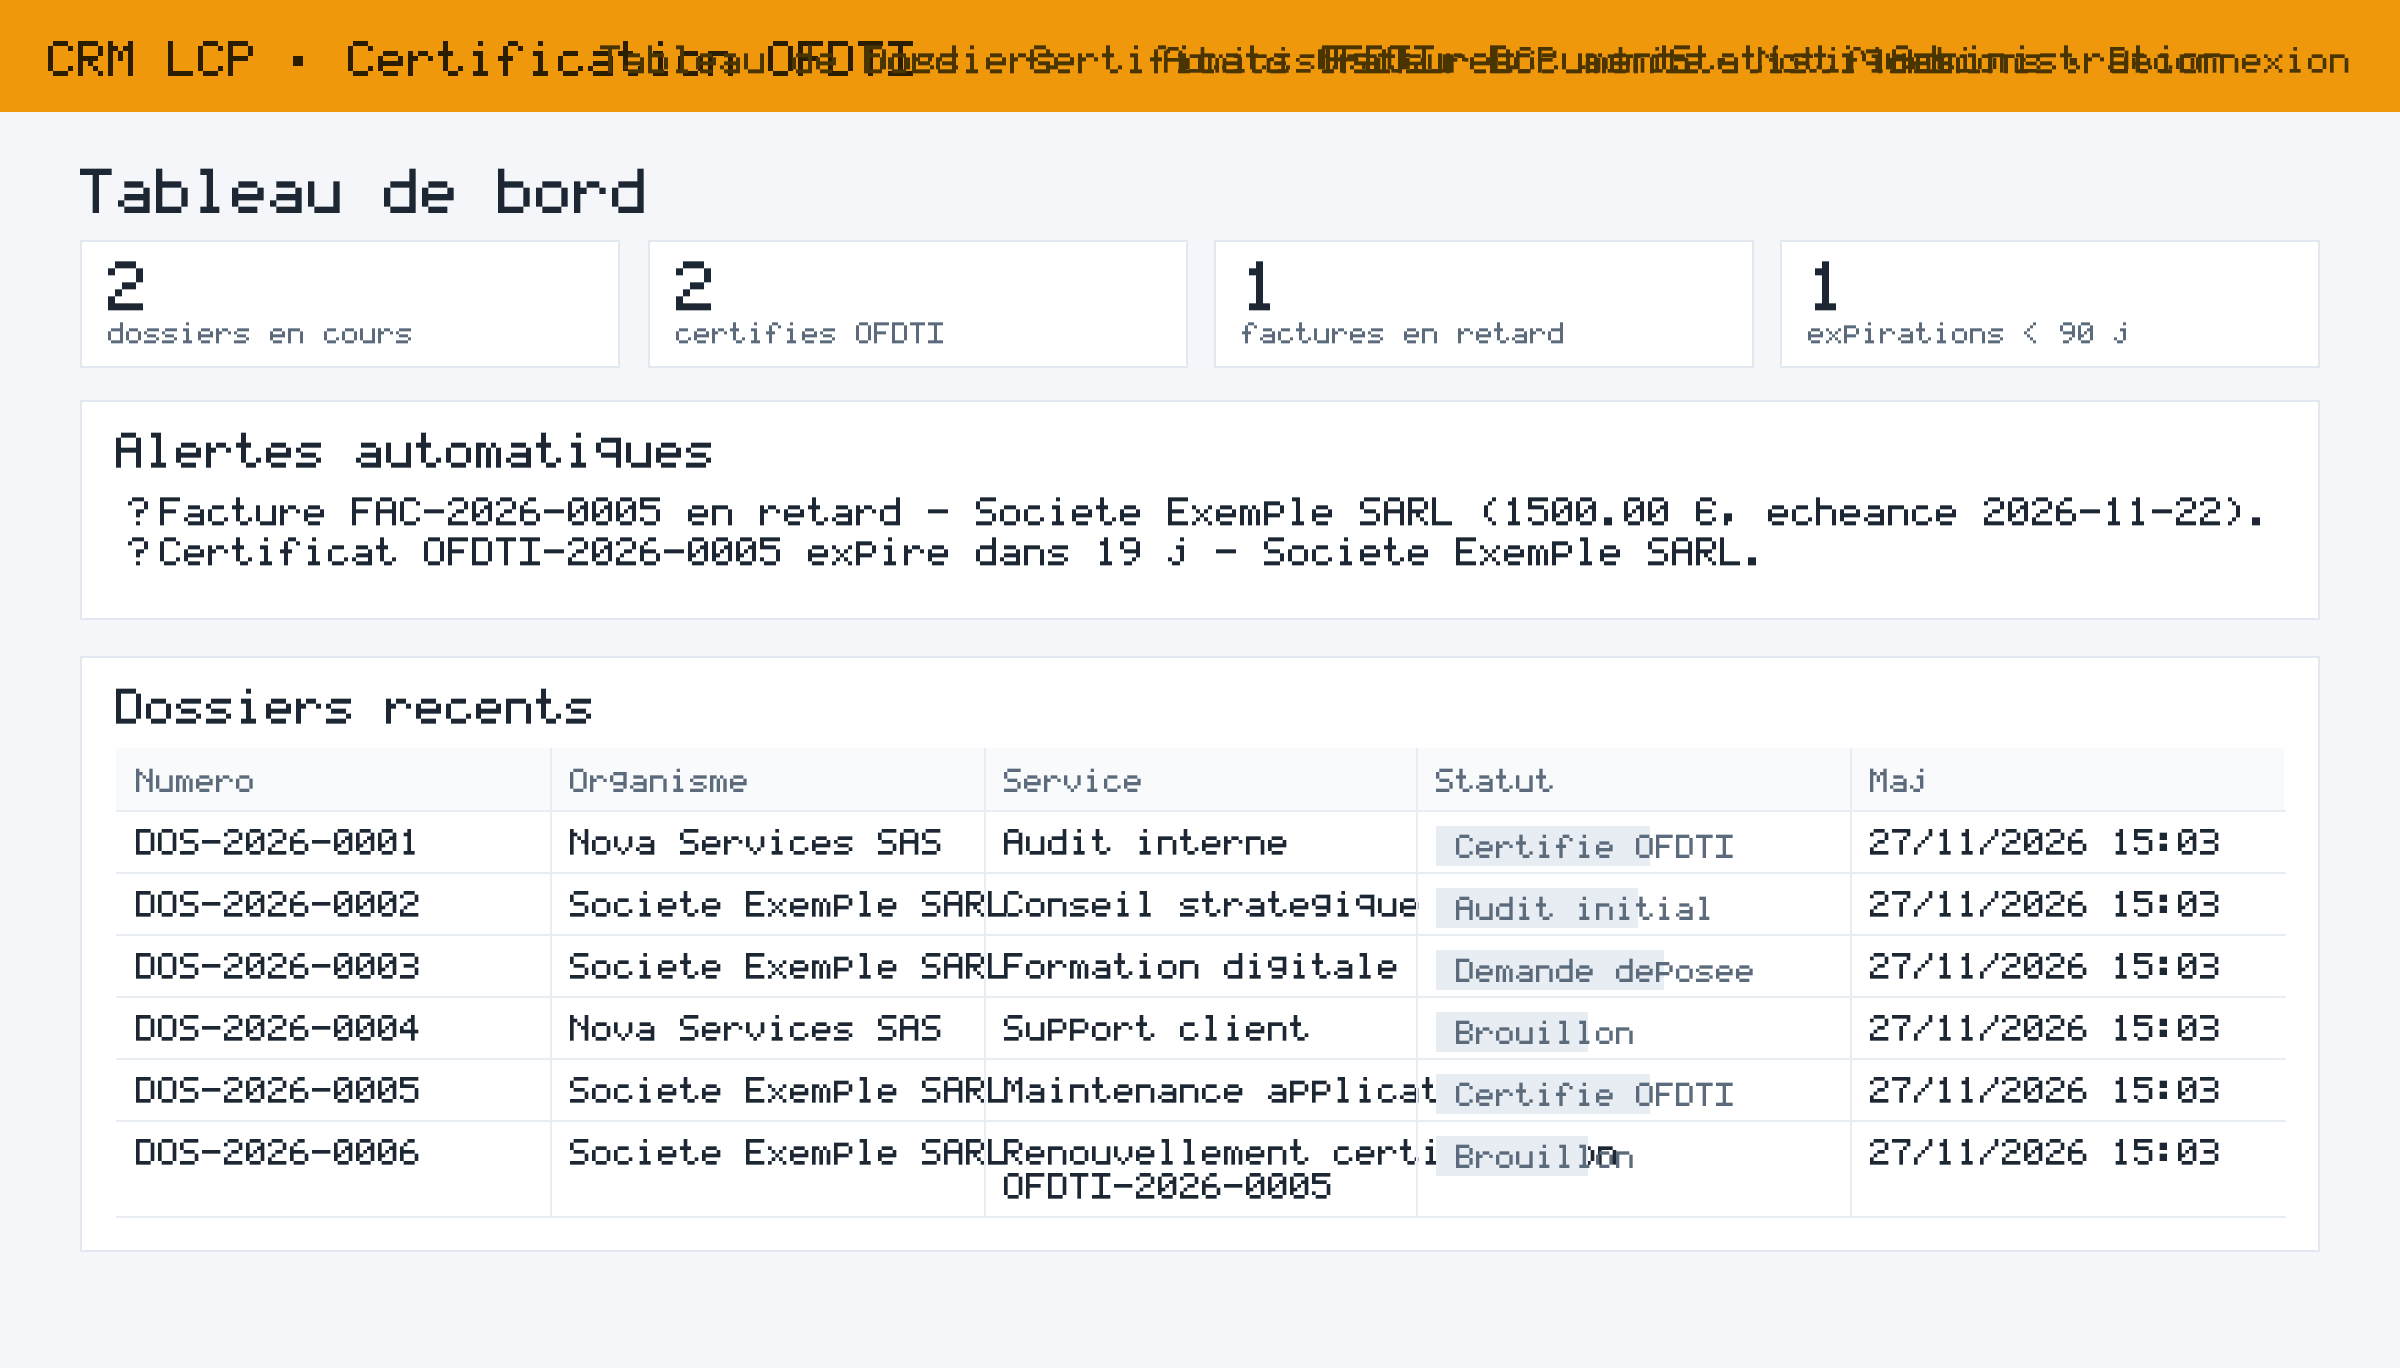 CRM LCP · Certification OFDTI
Tableau de bord
2
dossiers en cours
2
certifies OFDTI
1
factures en retard
1
expirations < 90 j
Alertes automatiques
? Facture FAC-2026-0005 en retard - Societe Exemple SARL (1500.00 €, echeance 2026-11-22).
? Certificat OFDTI-2026-0005 expire dans 19 j - Societe Exemple SARL.
Dossiers recents
Numero Organisme Service Statut Maj
DOS-2026-0001 Nova Services SAS Audit interne Certifie OFDTI 27/11/2026 15:03
DOS-2026-0002 Societe Exemple SARL Conseil strategique Audit initial 27/11/2026 15:03
DOS-2026-0003 Societe Exemple SARL Formation digitale Demande deposee 27/11/2026 15:03
DOS-2026-0004 Nova Services SAS Support client Brouillon 27/11/2026 15:03
DOS-2026-0005 Societe Exemple SARL Maintenance Certifie OFDTI 27/11/2026 15:03
DOS-2026-0006 Societe Exemple SARL Renouvellement Brouillon 27/11/2026 15:03
OFDTI-2026-0005